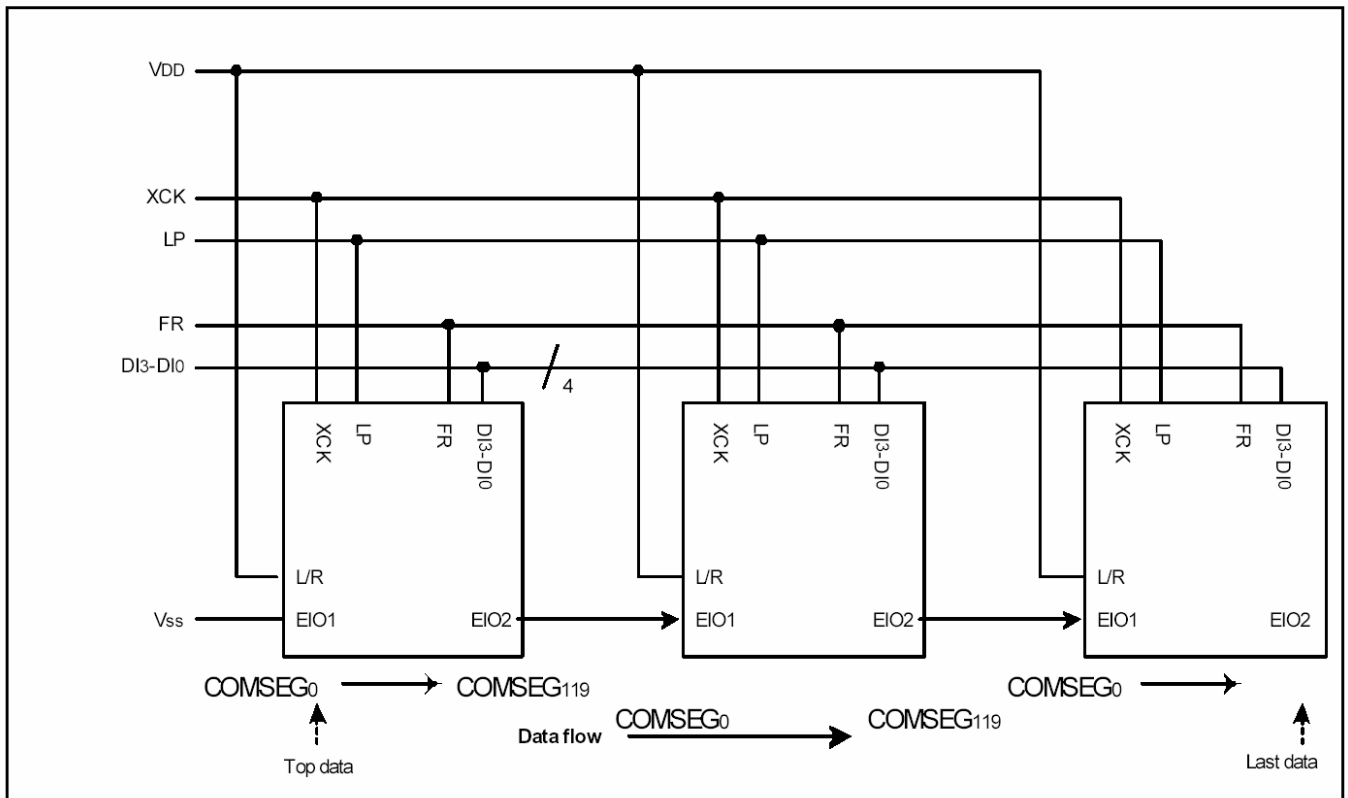 VDD
XCK
LP
FR
DI3-DI0
4
XCK LP FR DI3-DI0
XCK LP FR DI3-DI0
XCK LP FR DI3-DI0
L/R
L/R
L/R
Vss
EIO1 EIO2
EIO1 EIO2
EIO1 EIO2
COMSEG0 COMSEG119
COMSEG0
COMSEG0 COMSEG119
Data flow
Top data
Last data